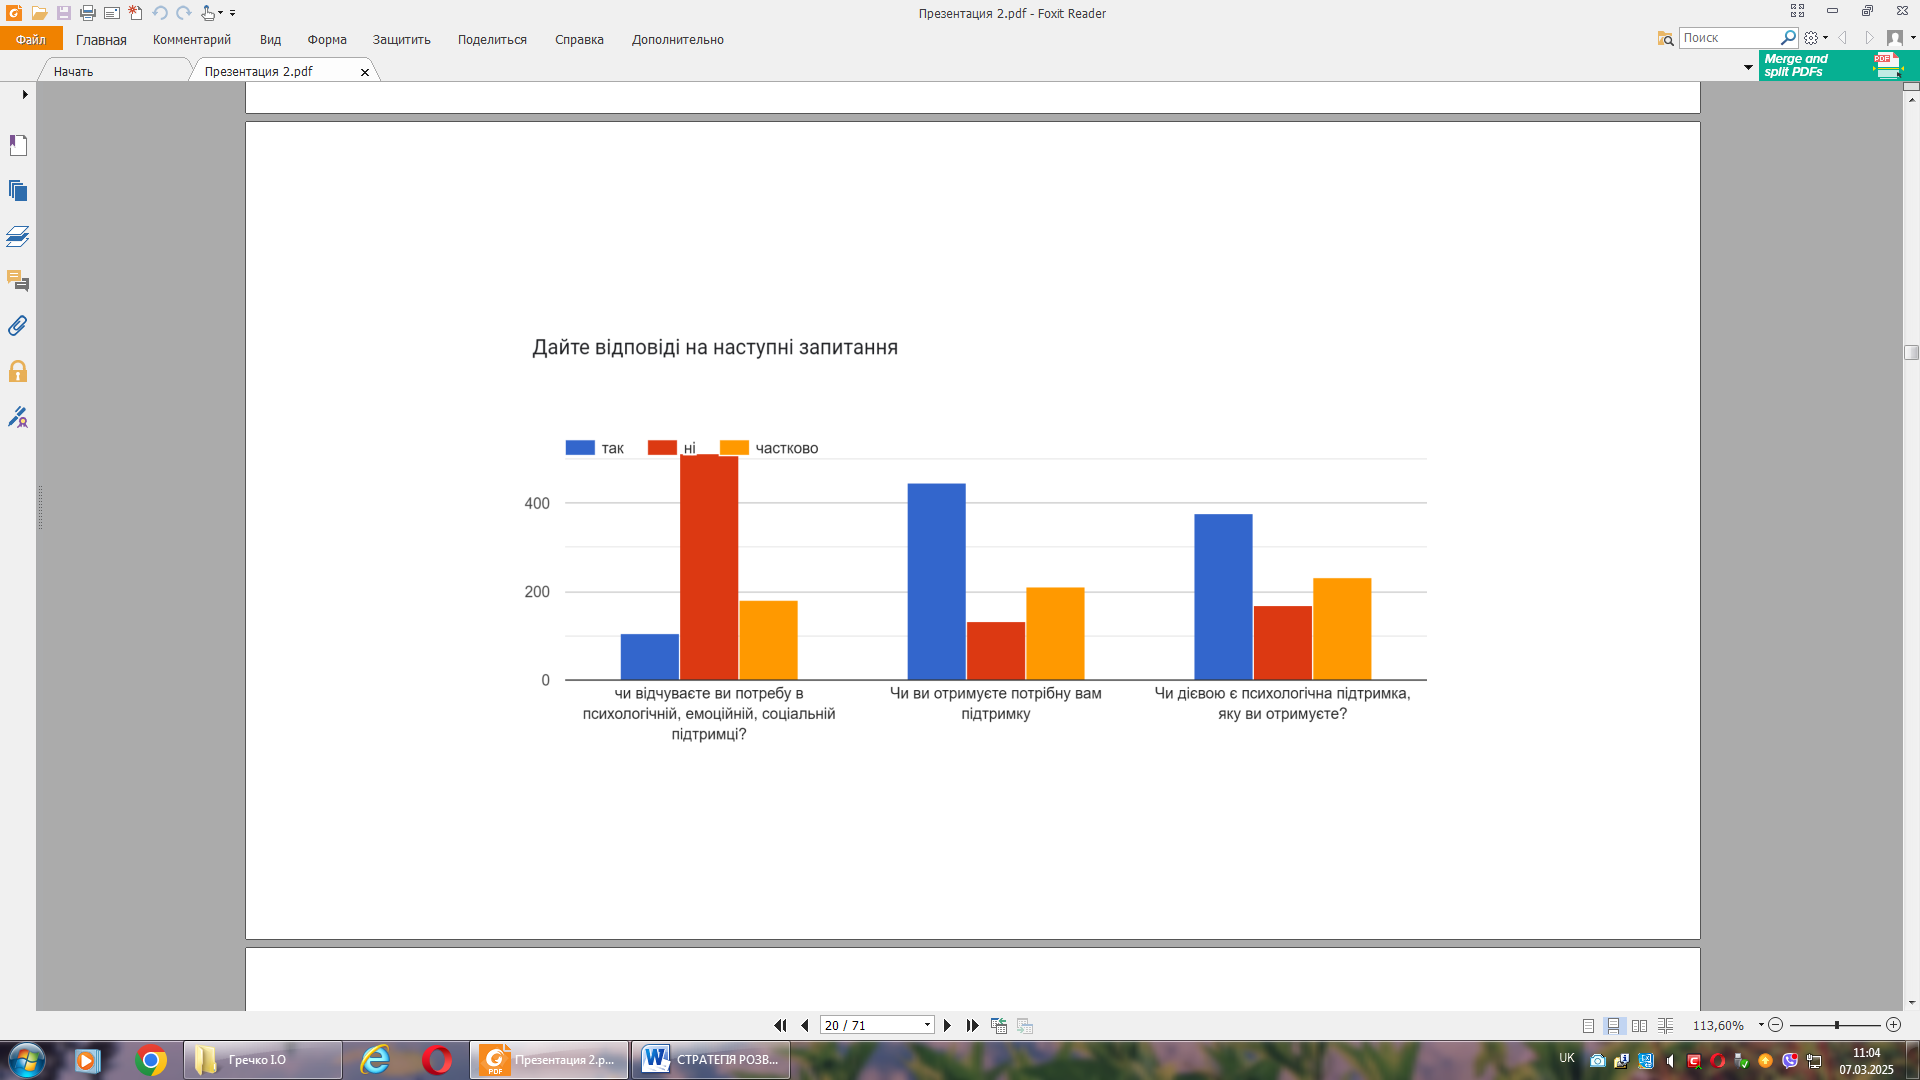 Презентация 2.pdf - Foxit Reader
Файл Главная Комментарий Вид Форма Защитить Поделиться Справка Дополнительно
Поиск
Начать
Презентация 2.pdf
Merge and
split PDFs
PDF
Дайте відповіді на наступні запитання
так ні частково
400
200
0
чи відчуваєте ви потребу в
психологічній, емоційній, соціальній
підтримці?
Чи ви отримуєте потрібну вам
підтримку
Чи дієвою є психологічна підтримка,
яку ви отримуєте?
20 / 71
113,60%
Гречко І.О
PDF
Презентация 2.p...
СТРАТЕГІЯ РОЗВ...
UK
11:04
07.03.2025